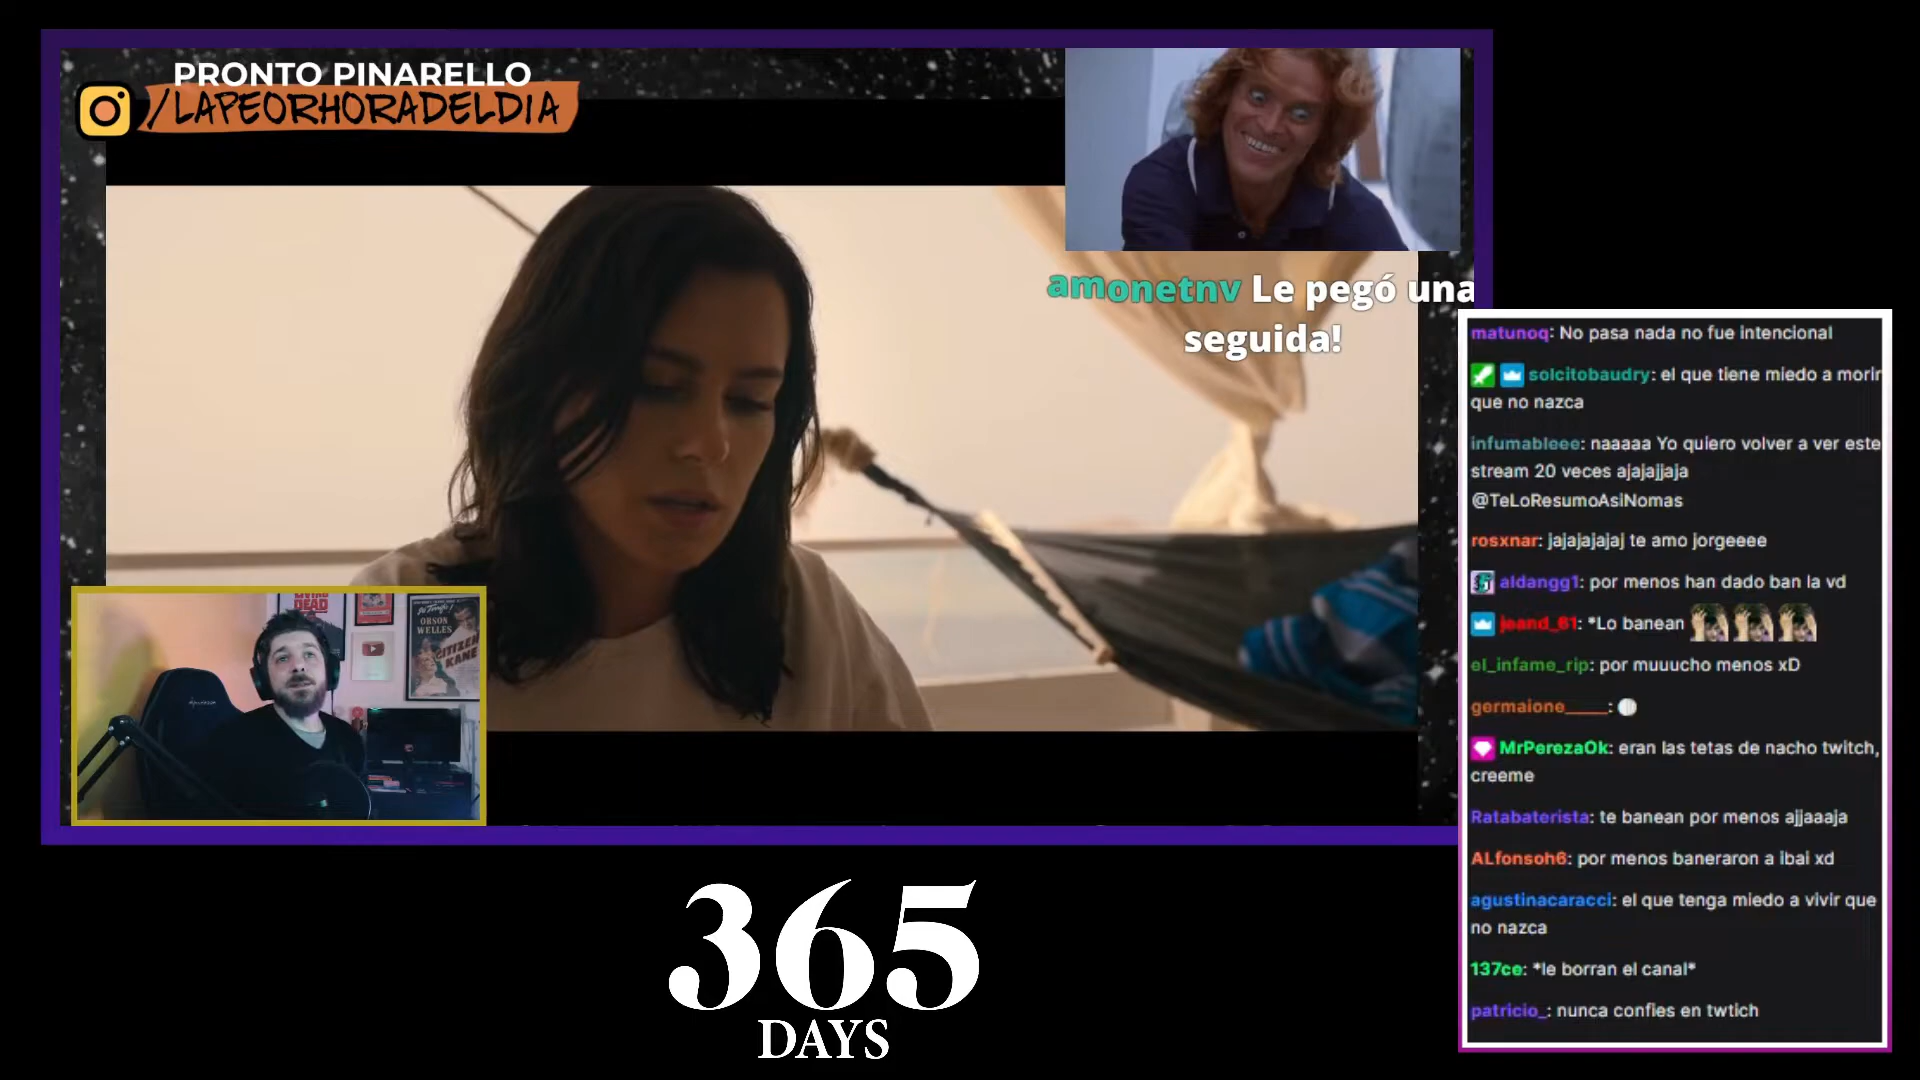 PRONTO PINARELLO
/LAPEORHORADELDIA
amonetnv Le pegó una
seguida!
matunoq: No pasa nada no fue intencional
solcitobaudry: el que tiene miedo a morir
que no nazca
infumableee: naaaaa Yo quiero volver a ver este
stream 20 veces ajajajjaja
@TeLoResumoAsiNomas
rosxnar: jajajajajaj te amo jorgeeee
aldangg1: por menos han dado ban la vd
jeand_61: *Lo banean
el_infame_rip: por muuucho menos xD
germaione_____:
MrPerezaOk: eran las tetas de nacho twitch,
creeme
Ratabaterista: te banean por menos ajjaaaja
ALfonsoh6: por menos baneraron a ibai xd
agustinacaracci: el que tenga miedo a vivir que
no nazca
137ce: *le borran el canal*
patricio_: nunca confies en twtich
LIVING
DEAD
ORSON
WELLES
CITIZEN
KANE
365
DAYS